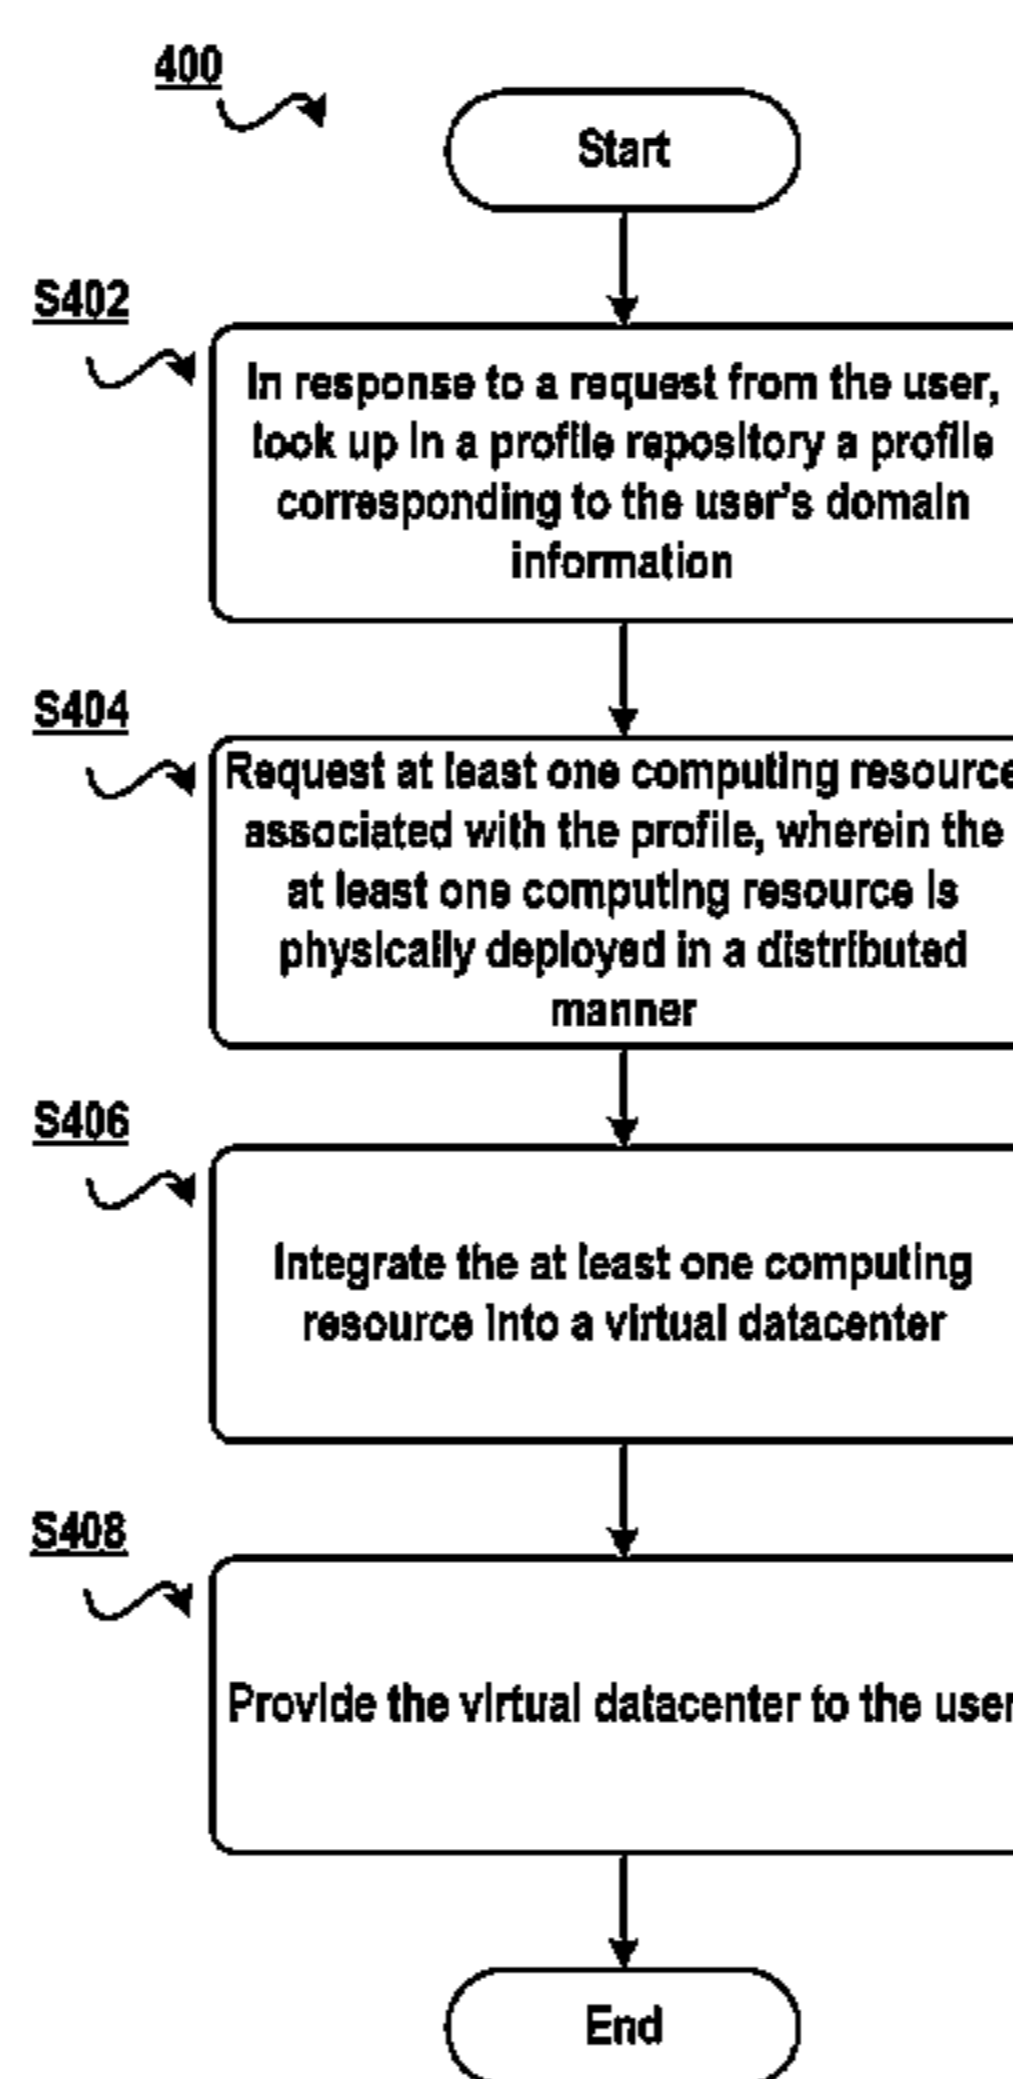 400
Start
S402
In response to a request from the user,
look up in a profile repository a profile
corresponding to the user's domain
information
S404
Request at least one computing resource
associated with the profile, wherein the
at least one computing resource is
physically deployed in a distributed
manner
S406
Integrate the at least one computing
resource into a virtual datacenter
S408
Provide the virtual datacenter to the user
End